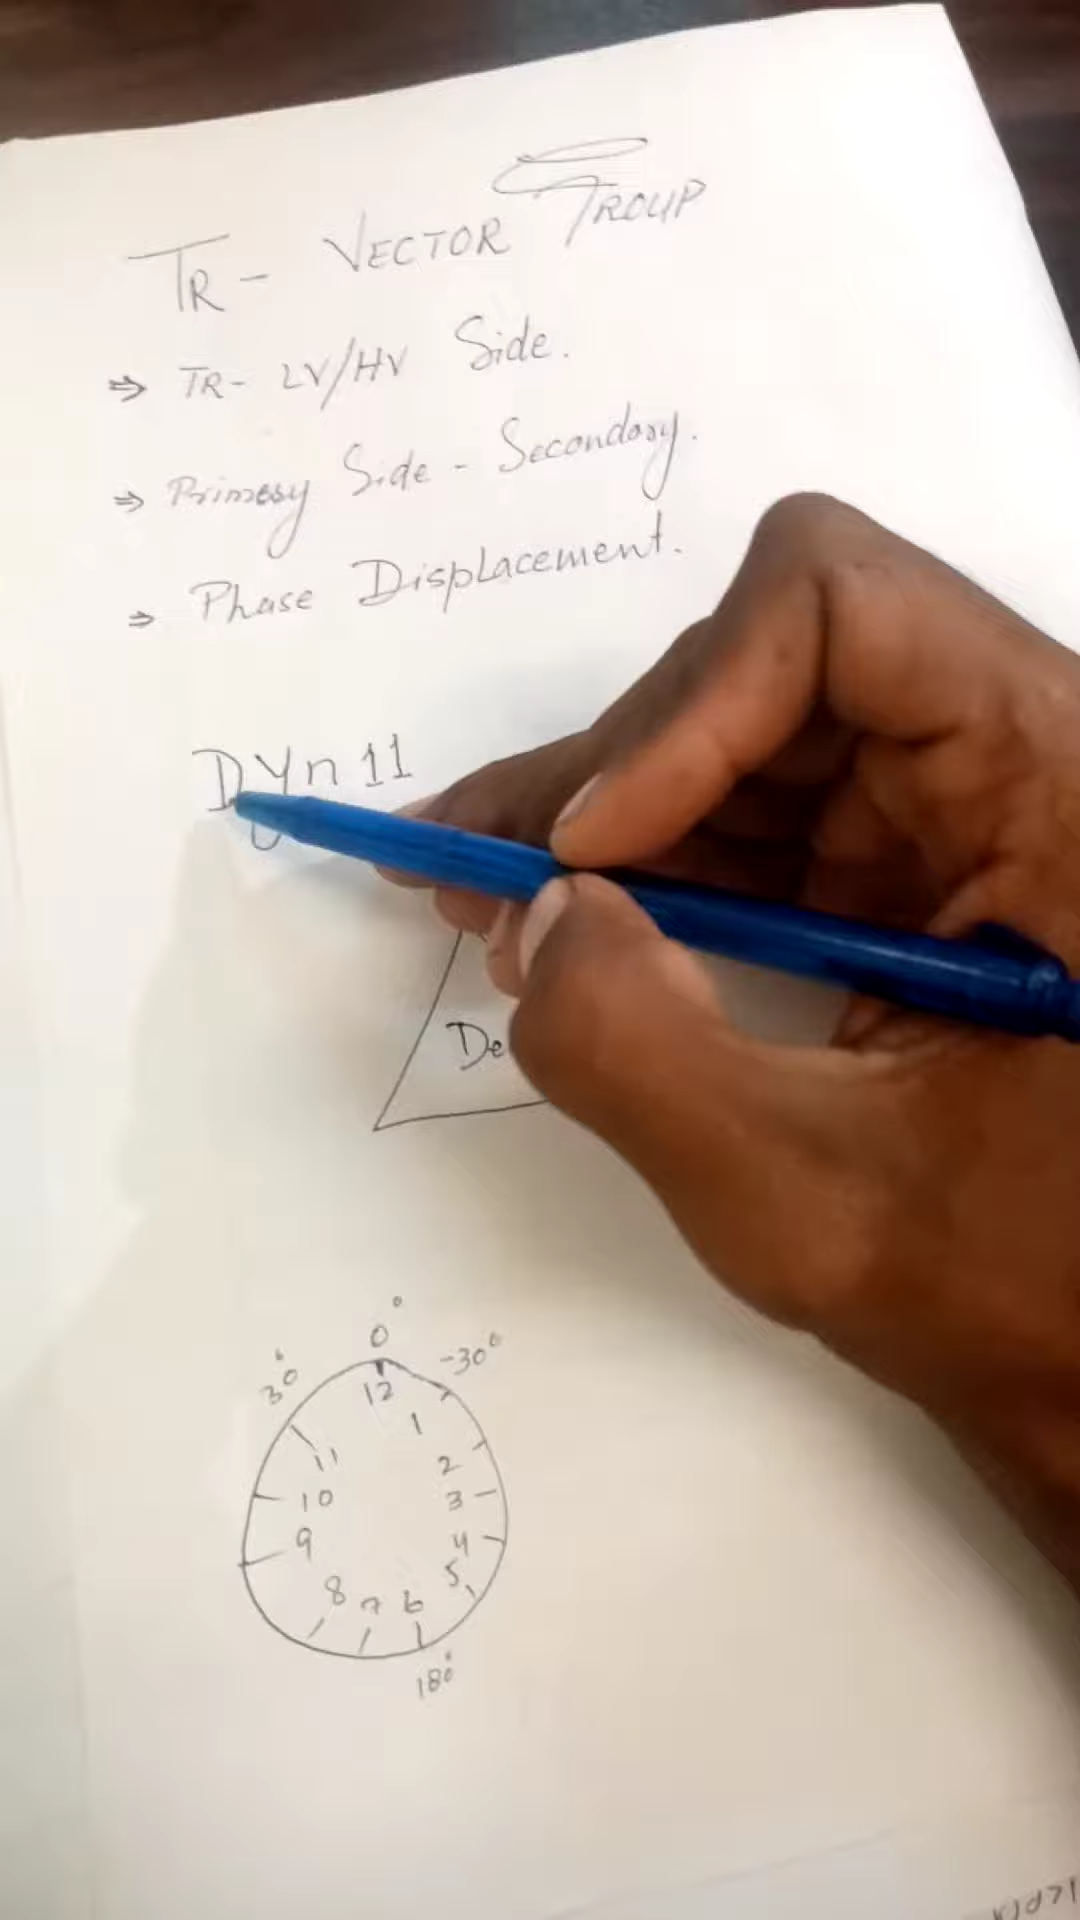 TR - VECTOR GROUP
⇒ TR- LV/HV Side.
⇒ Primary Side - Secondary.
⇒ Phase Displacement.
Dyn 11
De
0°
30° -30°
12
11 1
10 2
9 3
8 4
7 6 5
180°